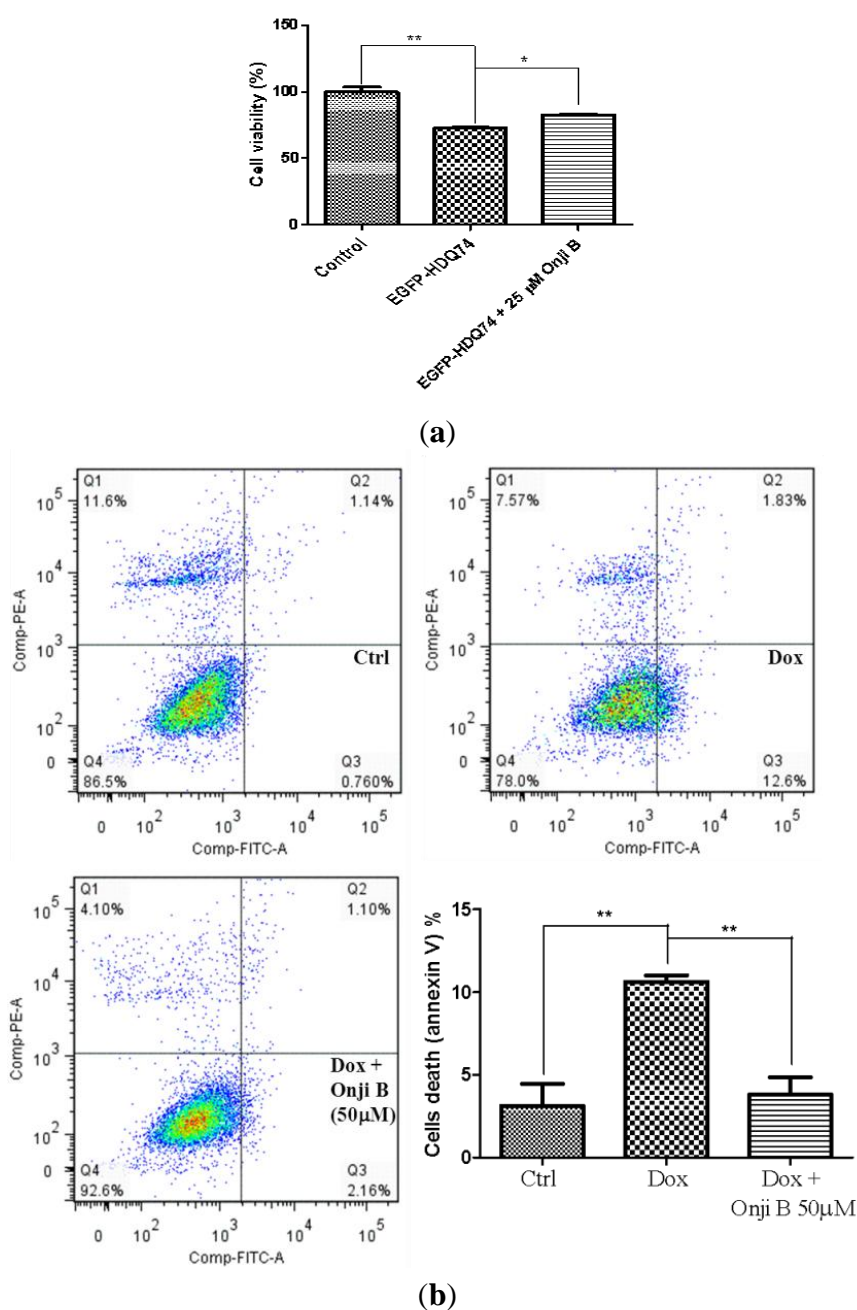 150
100
50
0
Cell viability (%)
**
*
Control
EGFP-HDQ74
EGFP-HDQ74 + 25 µM Onji B
(a)
Q1
11.6%
Q2
1.14%
10^5
10^4
10^3
10^2
0
Comp-PE-A
Ctrl
Q4
86.5%
Q3
0.760%
0 10^2 10^3 10^4 10^5
Comp-FITC-A
Q1
7.57%
Q2
1.83%
10^5
10^4
10^3
10^2
0
Comp-PE-A
Dox
Q4
78.0%
Q3
12.6%
0 10^2 10^3 10^4 10^5
Comp-FITC-A
Q1
4.10%
Q2
1.10%
10^5
10^4
10^3
10^2
0
Comp-PE-A
Dox +
Onji B
(50µM)
Q4
92.6%
Q3
2.16%
0 10^2 10^3 10^4 10^5
Comp-FITC-A
15
10
5
0
Cells death (annexin V) %
**
**
Ctrl
Dox
Dox +
Onji B 50µM
(b)